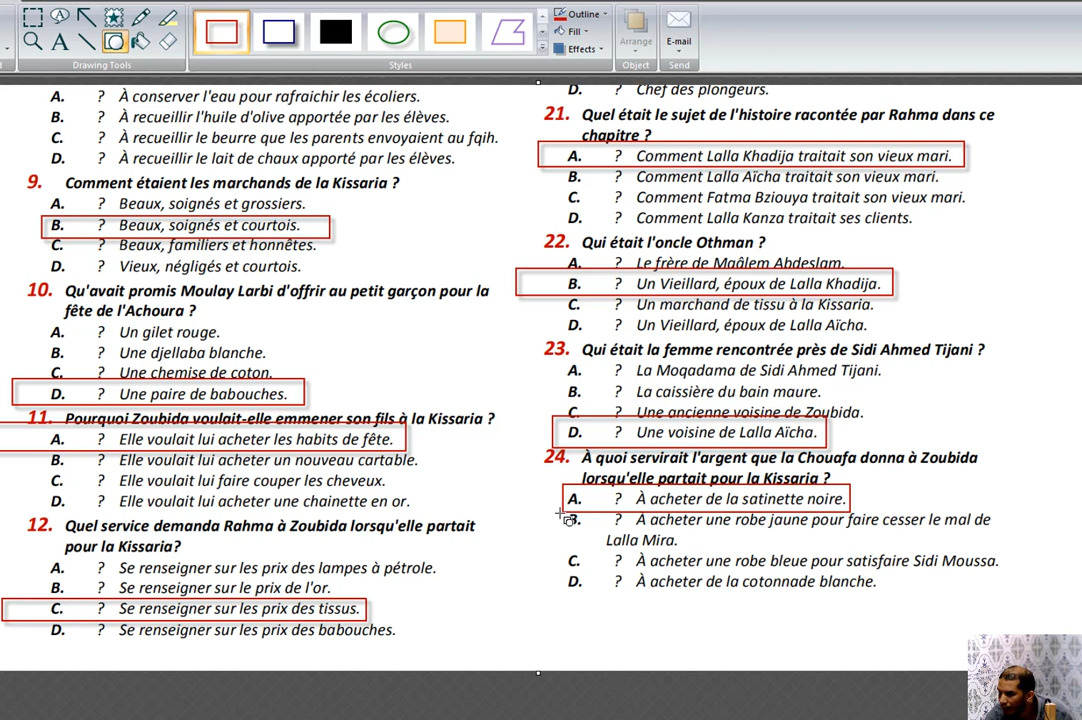 Outline
Fill
Effects
Arrange
E-mail
Drawing Tools
Styles
Object
Send
A. ? À conserver l'eau pour rafraichir les écoliers.
B. ? À recueillir l'huile d'olive apportée par les élèves.
C. ? À recueillir le beurre que les parents envoyaient au fqih.
D. ? À recueillir le lait de chaux apporté par les élèves.
9. Comment étaient les marchands de la Kissaria ?
A. ? Beaux, soignés et grossiers.
B. ? Beaux, soignés et courtois.
C. ? Beaux, familiers et honnêtes.
D. ? Vieux, négligés et courtois.
10. Qu'avait promis Moulay Larbi d'offrir au petit garçon pour la
fête de l'Achoura ?
A. ? Un gilet rouge.
B. ? Une djellaba blanche.
C. ? Une chemise de coton.
D. ? Une paire de babouches.
11. Pourquoi Zoubida voulait-elle emmener son fils à la Kissaria ?
A. ? Elle voulait lui acheter les habits de fête.
B. ? Elle voulait lui acheter un nouveau cartable.
C. ? Elle voulait lui faire couper les cheveux.
D. ? Elle voulait lui acheter une chainette en or.
12. Quel service demanda Rahma à Zoubida lorsqu'elle partait
pour la Kissaria?
A. ? Se renseigner sur les prix des lampes à pétrole.
B. ? Se renseigner sur le prix de l'or.
C. ? Se renseigner sur les prix des tissus.
D. ? Se renseigner sur les prix des babouches.
D. ? Chef des plongeurs.
21. Quel était le sujet de l'histoire racontée par Rahma dans ce
chapitre ?
A. ? Comment Lalla Khadija traitait son vieux mari.
B. ? Comment Lalla Aïcha traitait son vieux mari.
C. ? Comment Fatma Bziouya traitait son vieux mari.
D. ? Comment Lalla Kanza traitait ses clients.
22. Qui était l'oncle Othman ?
A. ? Le frère de Maâlem Abdeslam.
B. ? Un Vieillard, époux de Lalla Khadija.
C. ? Un marchand de tissu à la Kissaria.
D. ? Un Vieillard, époux de Lalla Aïcha.
23. Qui était la femme rencontrée près de Sidi Ahmed Tijani ?
A. ? La Moqadama de Sidi Ahmed Tijani.
B. ? La caissière du bain maure.
C. ? Une ancienne voisine de Zoubida.
D. ? Une voisine de Lalla Aïcha.
24. À quoi servirait l'argent que la Chouafa donna à Zoubida
lorsqu'elle partait pour la Kissaria ?
A. ? À acheter de la satinette noire.
B. ? À acheter une robe jaune pour faire cesser le mal de
Lalla Mira.
C. ? À acheter une robe bleue pour satisfaire Sidi Moussa.
D. ? À acheter de la cotonnade blanche.